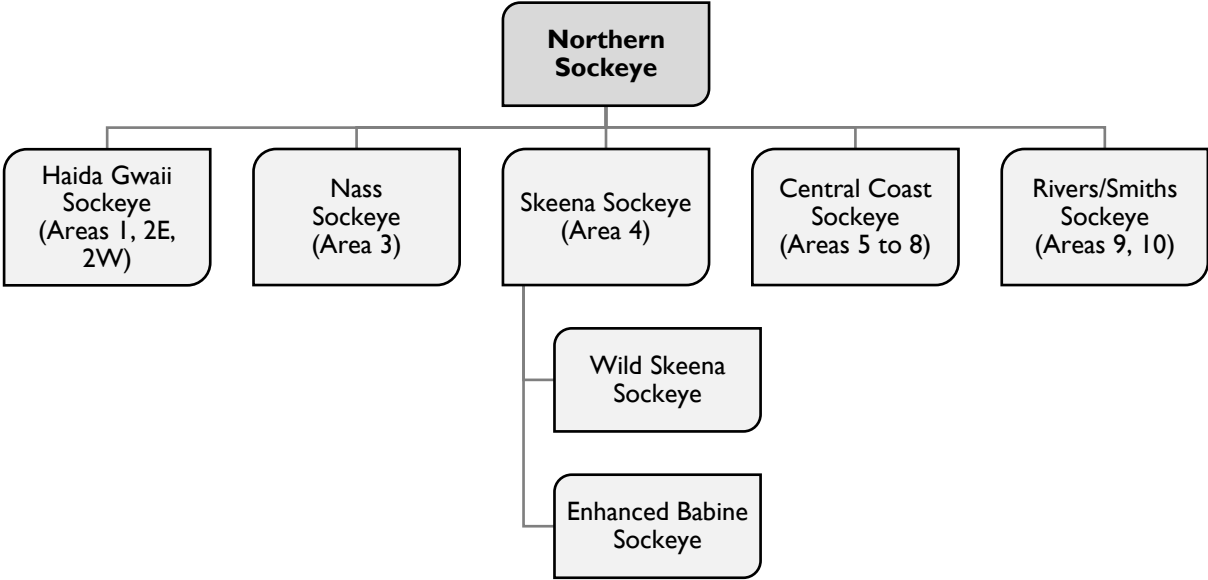 Northern
Sockeye
Haida Gwaii
Sockeye
(Areas 1, 2E,
2W)
Nass
Sockeye
(Area 3)
Skeena Sockeye
(Area 4)
Central Coast
Sockeye
(Areas 5 to 8)
Rivers/Smiths
Sockeye
(Areas 9, 10)
Wild Skeena
Sockeye
Enhanced Babine
Sockeye